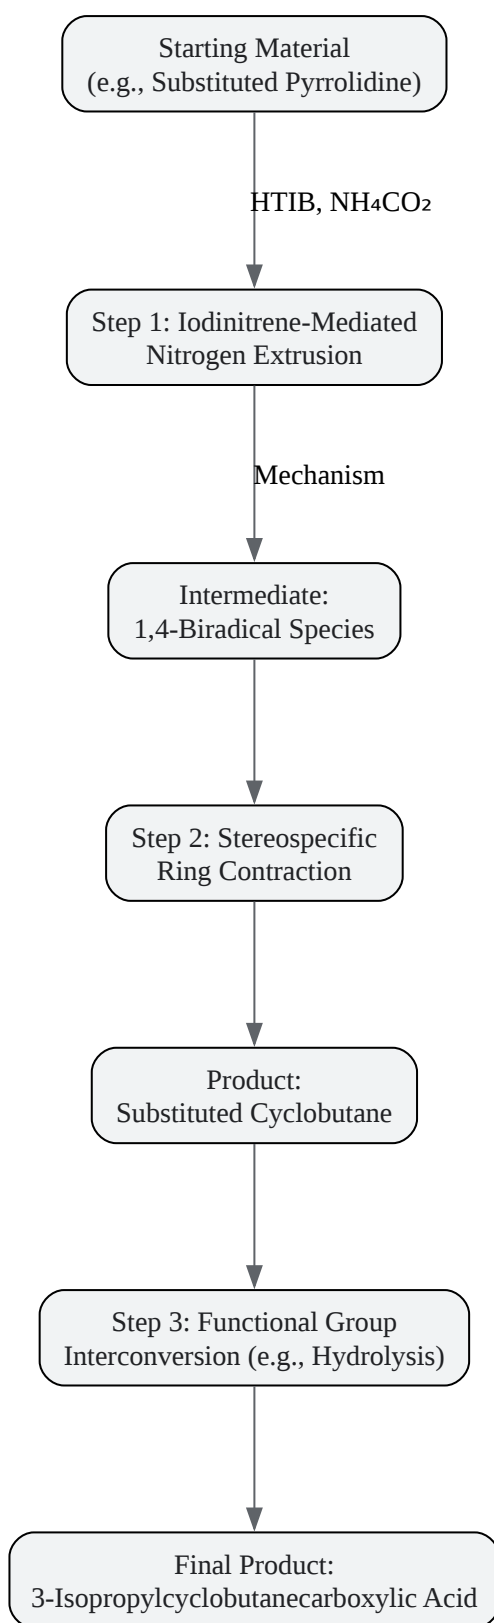 Starting Material
(e.g., Substituted Pyrrolidine)
HTIB, NH₄CO₂
Step 1: Iodinitrene-Mediated
Nitrogen Extrusion
Mechanism
Intermediate:
1,4-Biradical Species
Step 2: Stereospecific
Ring Contraction
Product:
Substituted Cyclobutane
Step 3: Functional Group
Interconversion (e.g., Hydrolysis)
Final Product:
3-Isopropylcyclobutanecarboxylic Acid